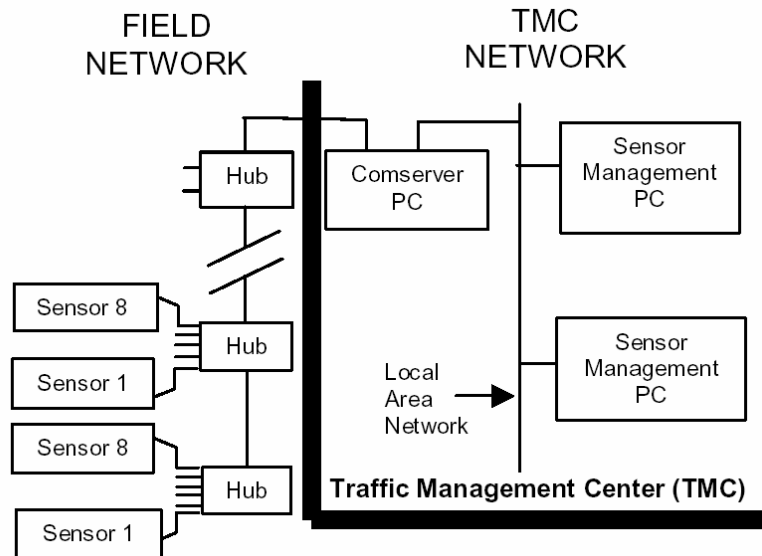 FIELD
NETWORK
TMC
NETWORK
Hub
Comserver
PC
Sensor
Management
PC
Sensor 8
Hub
Sensor 1
Local
Area
Network
Sensor
Management
PC
Sensor 8
Hub
Sensor 1
Traffic Management Center (TMC)